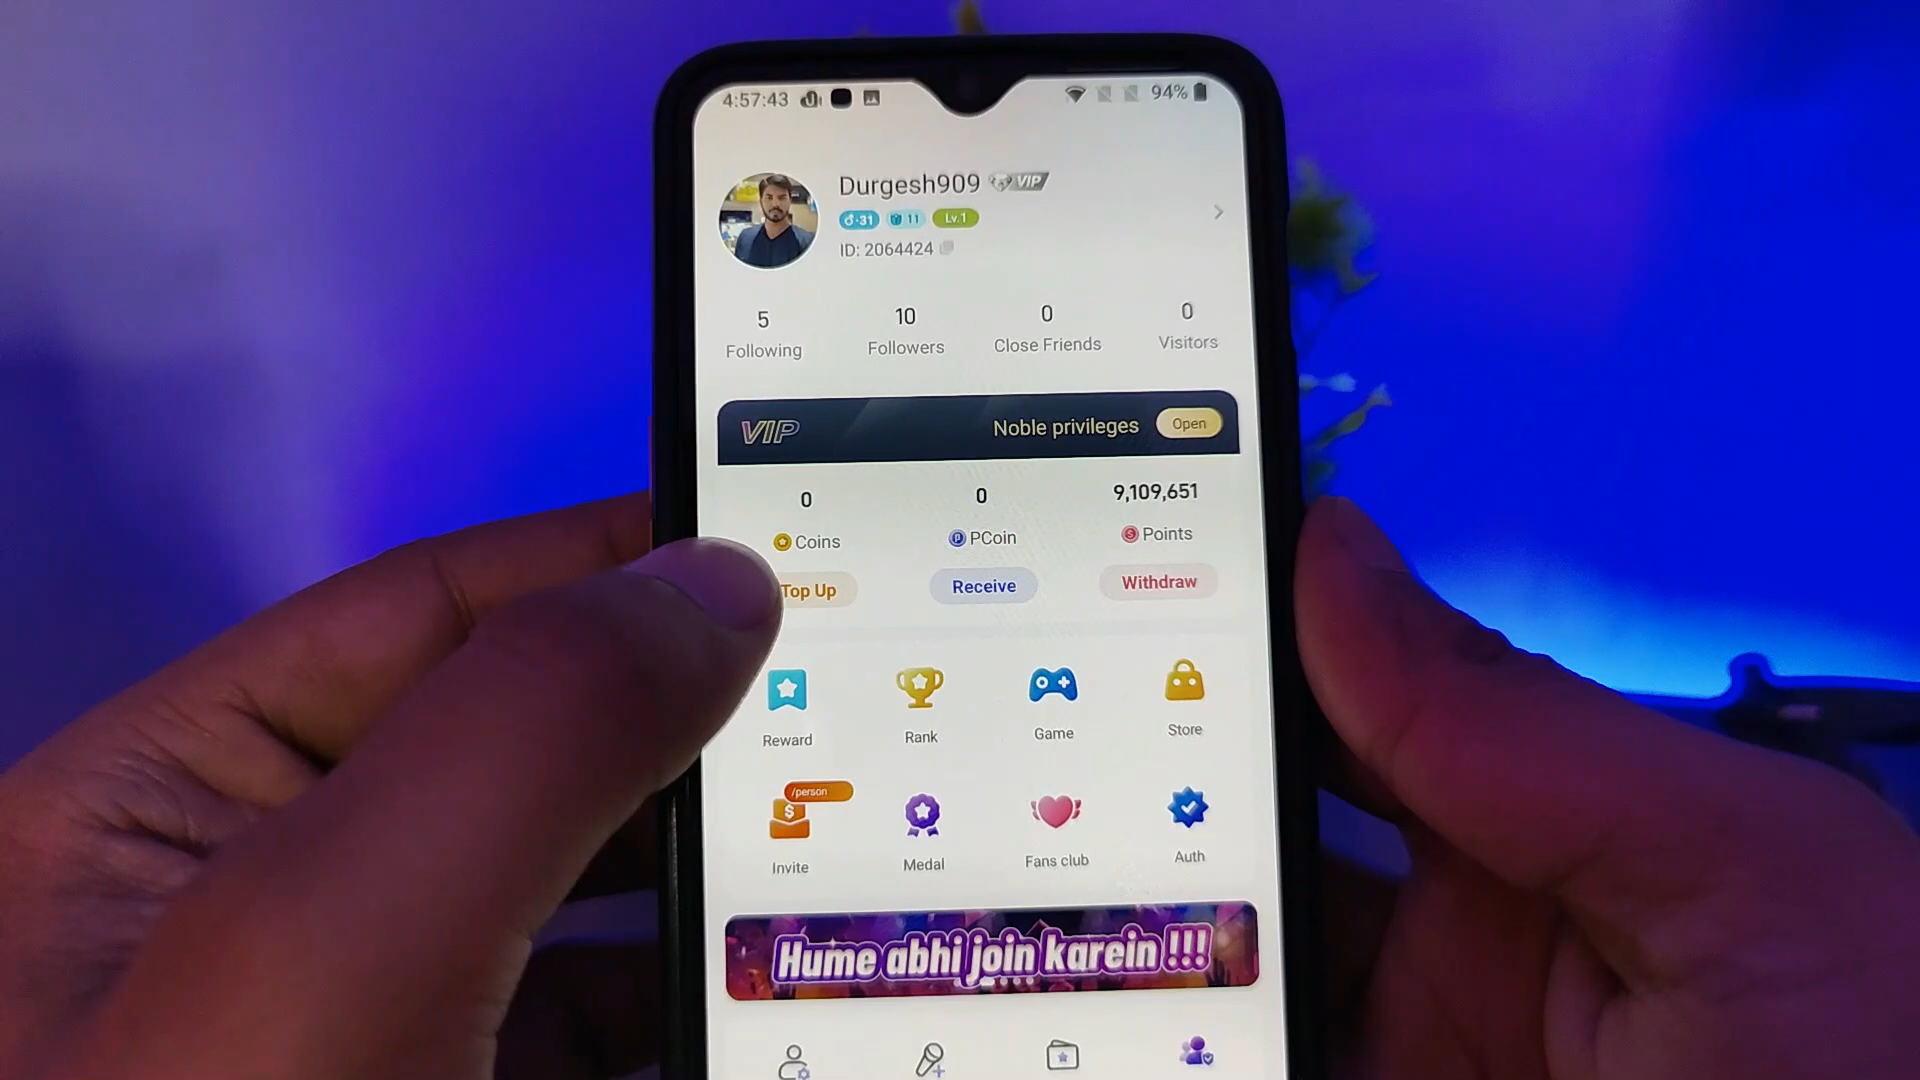 4:57:43 94%
Durgesh909 VIP
31 11 Lv.1
ID: 2064424
5 10 0 0
Following Followers Close Friends Visitors
VIP Noble privileges Open
0 0 9,109,651
Coins PCoin Points
Top Up Receive Withdraw
Reward Rank Game Store
/person
Invite Medal Fans club Auth
Hume abhi join karein !!!